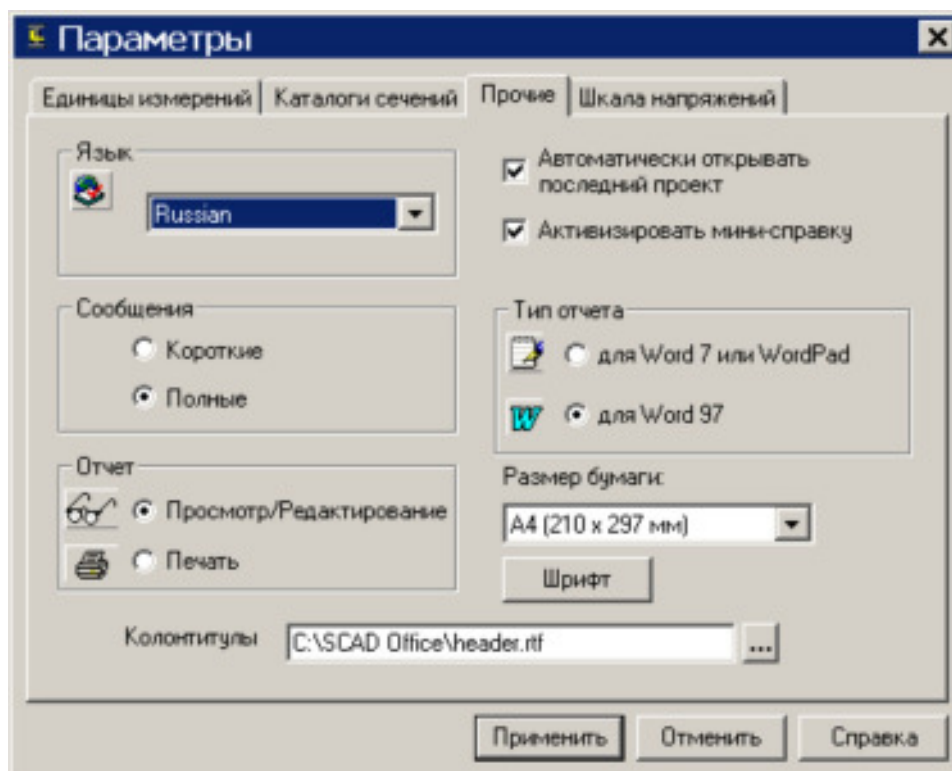 Параметры
Единицы измерений Каталоги сечений Прочие Шкала напряжений
Язык
Russian
Автоматически открывать
последний проект
Активизировать мини-справку
Сообщения
Короткие
Полные
Тип отчета
для Word 7 или WordPad
для Word 97
Отчет
Просмотр/Редактирование
Печать
Размер бумаги:
A4 (210 x 297 мм)
Шрифт
Колонтитулы C:\SCAD Office\header.rtf ...
Применить Отменить Справка